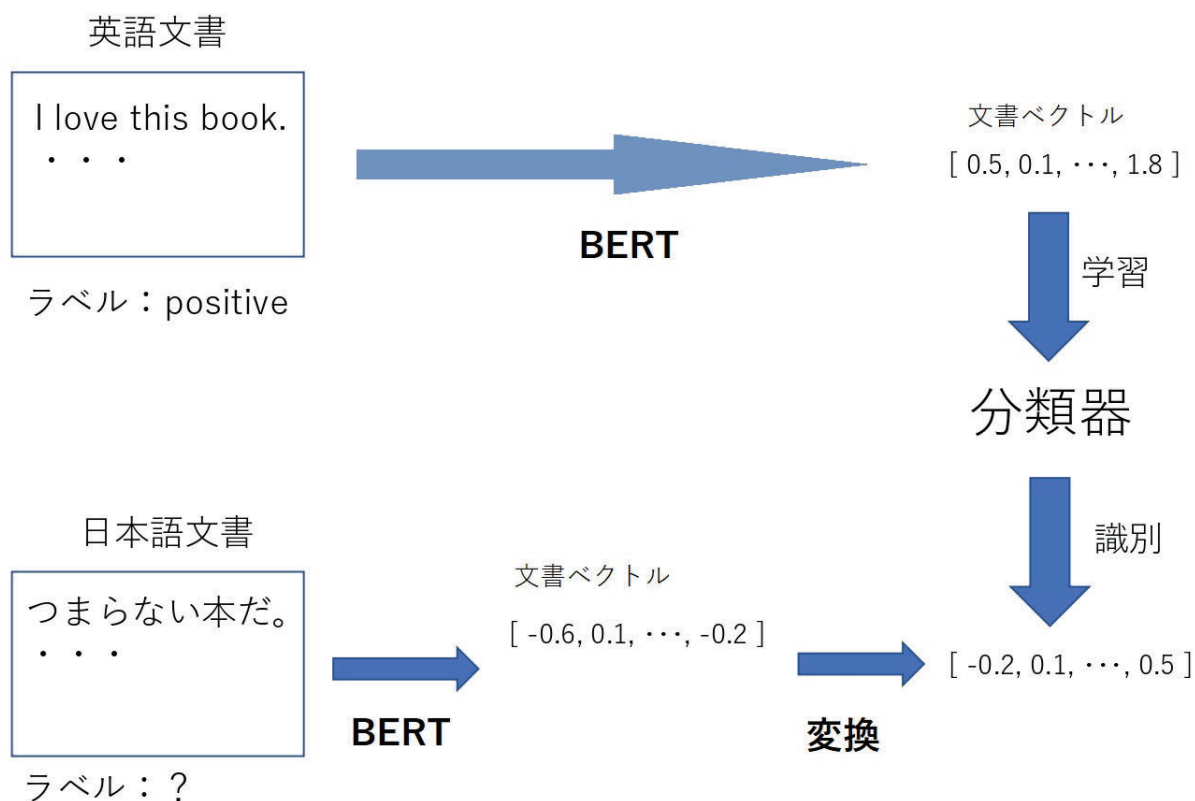 英語文書
I love this book.
・・・
ラベル：positive
BERT
文書ベクトル
[ 0.5, 0.1, ・・・, 1.8 ]
学習
分類器
識別
日本語文書
つまらない本だ。
・・・
ラベル：？
BERT
文書ベクトル
[ -0.6, 0.1, ・・・, -0.2 ]
変換
[ -0.2, 0.1, ・・・, 0.5 ]